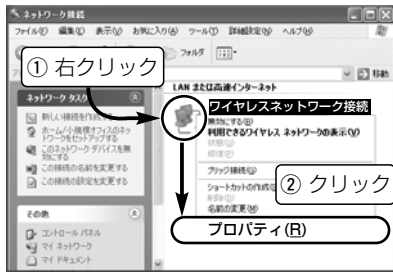 ネットワーク接続
ファイル(F) 編集(E) 表示(V) お気に入り(A) ツール(T) 詳細設定(N) ヘルプ(H)
フォルダ
① 右クリック
移動
LAN または高速インターネット
ネットワーク タスク
ワイヤレスネットワーク接続
新しい接続を作成する
ホーム/小規模オフィスのネットワークをセットアップする
このネットワーク デバイスを無効にする
この接続の名前を変更する
この接続の設定を変更する
無効にする(B)
利用できるワイヤレス ネットワークの表示(V)
状態(U)
修復(P)
ブリッジ接続(G)
ショートカットの作成(S)
削除(D)
名前の変更(M)
② クリック
プロパティ(R)
その他
コントロール パネル
マイ ネットワーク
マイ ドキュメント